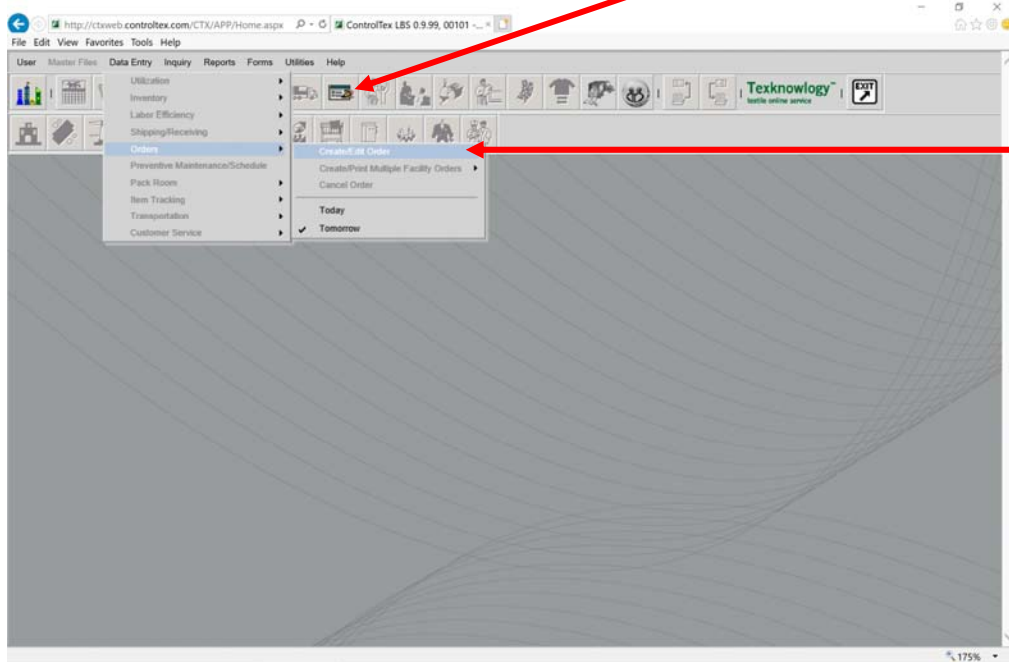 http://ctxweb.controltex.com/CTX/APP/Home.aspx ControlTex LBS 0.9.99, 00101 -...
File Edit View Favorites Tools Help
User Master Files Data Entry Inquiry Reports Forms Utilities Help
Utilization
Inventory
Labor Efficiency
Shipping/Receiving
Orders
Preventive Maintenance/Schedule
Pack Room
Item Tracking
Transportation
Customer Service
Create/Edit Order
Create/Print Multiple Facility Orders
Cancel Order
Today
Tomorrow
Texknowlogy™
textile online service
EXIT
175%